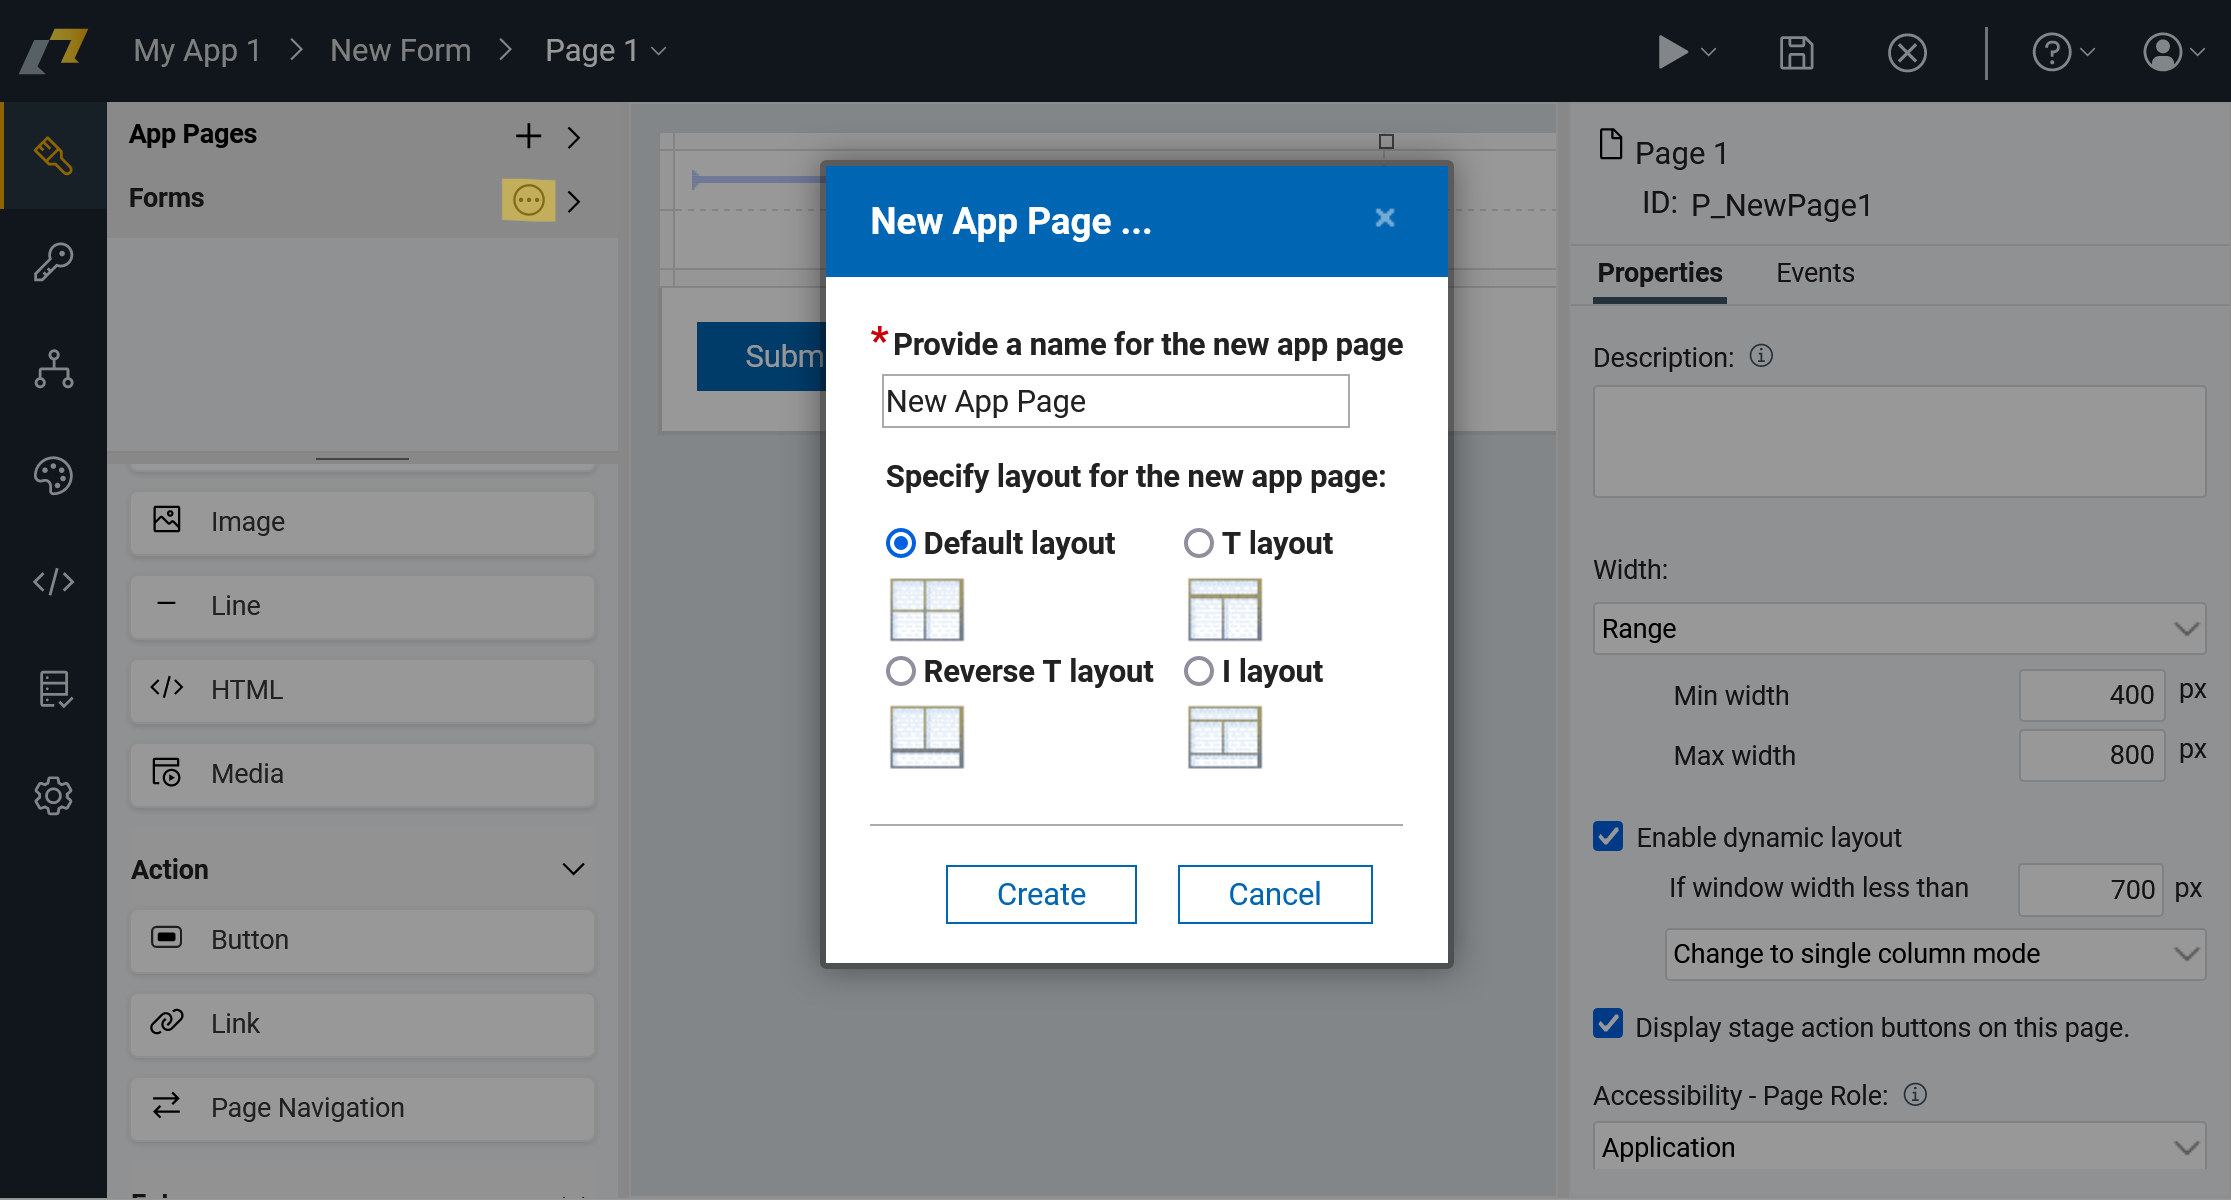 My App 1 > New Form > Page 1
App Pages
Forms
Image
Line
HTML
Media
Action
Button
Link
Page Navigation
Subm
New App Page ...
* Provide a name for the new app page
New App Page
Specify layout for the new app page:
Default layout
T layout
Reverse T layout
I layout
Create
Cancel
Page 1
ID: P_NewPage1
Properties
Events
Description:
Width:
Range
Min width 400 px
Max width 800 px
Enable dynamic layout
If window width less than 700 px
Change to single column mode
Display stage action buttons on this page.
Accessibility - Page Role:
Application